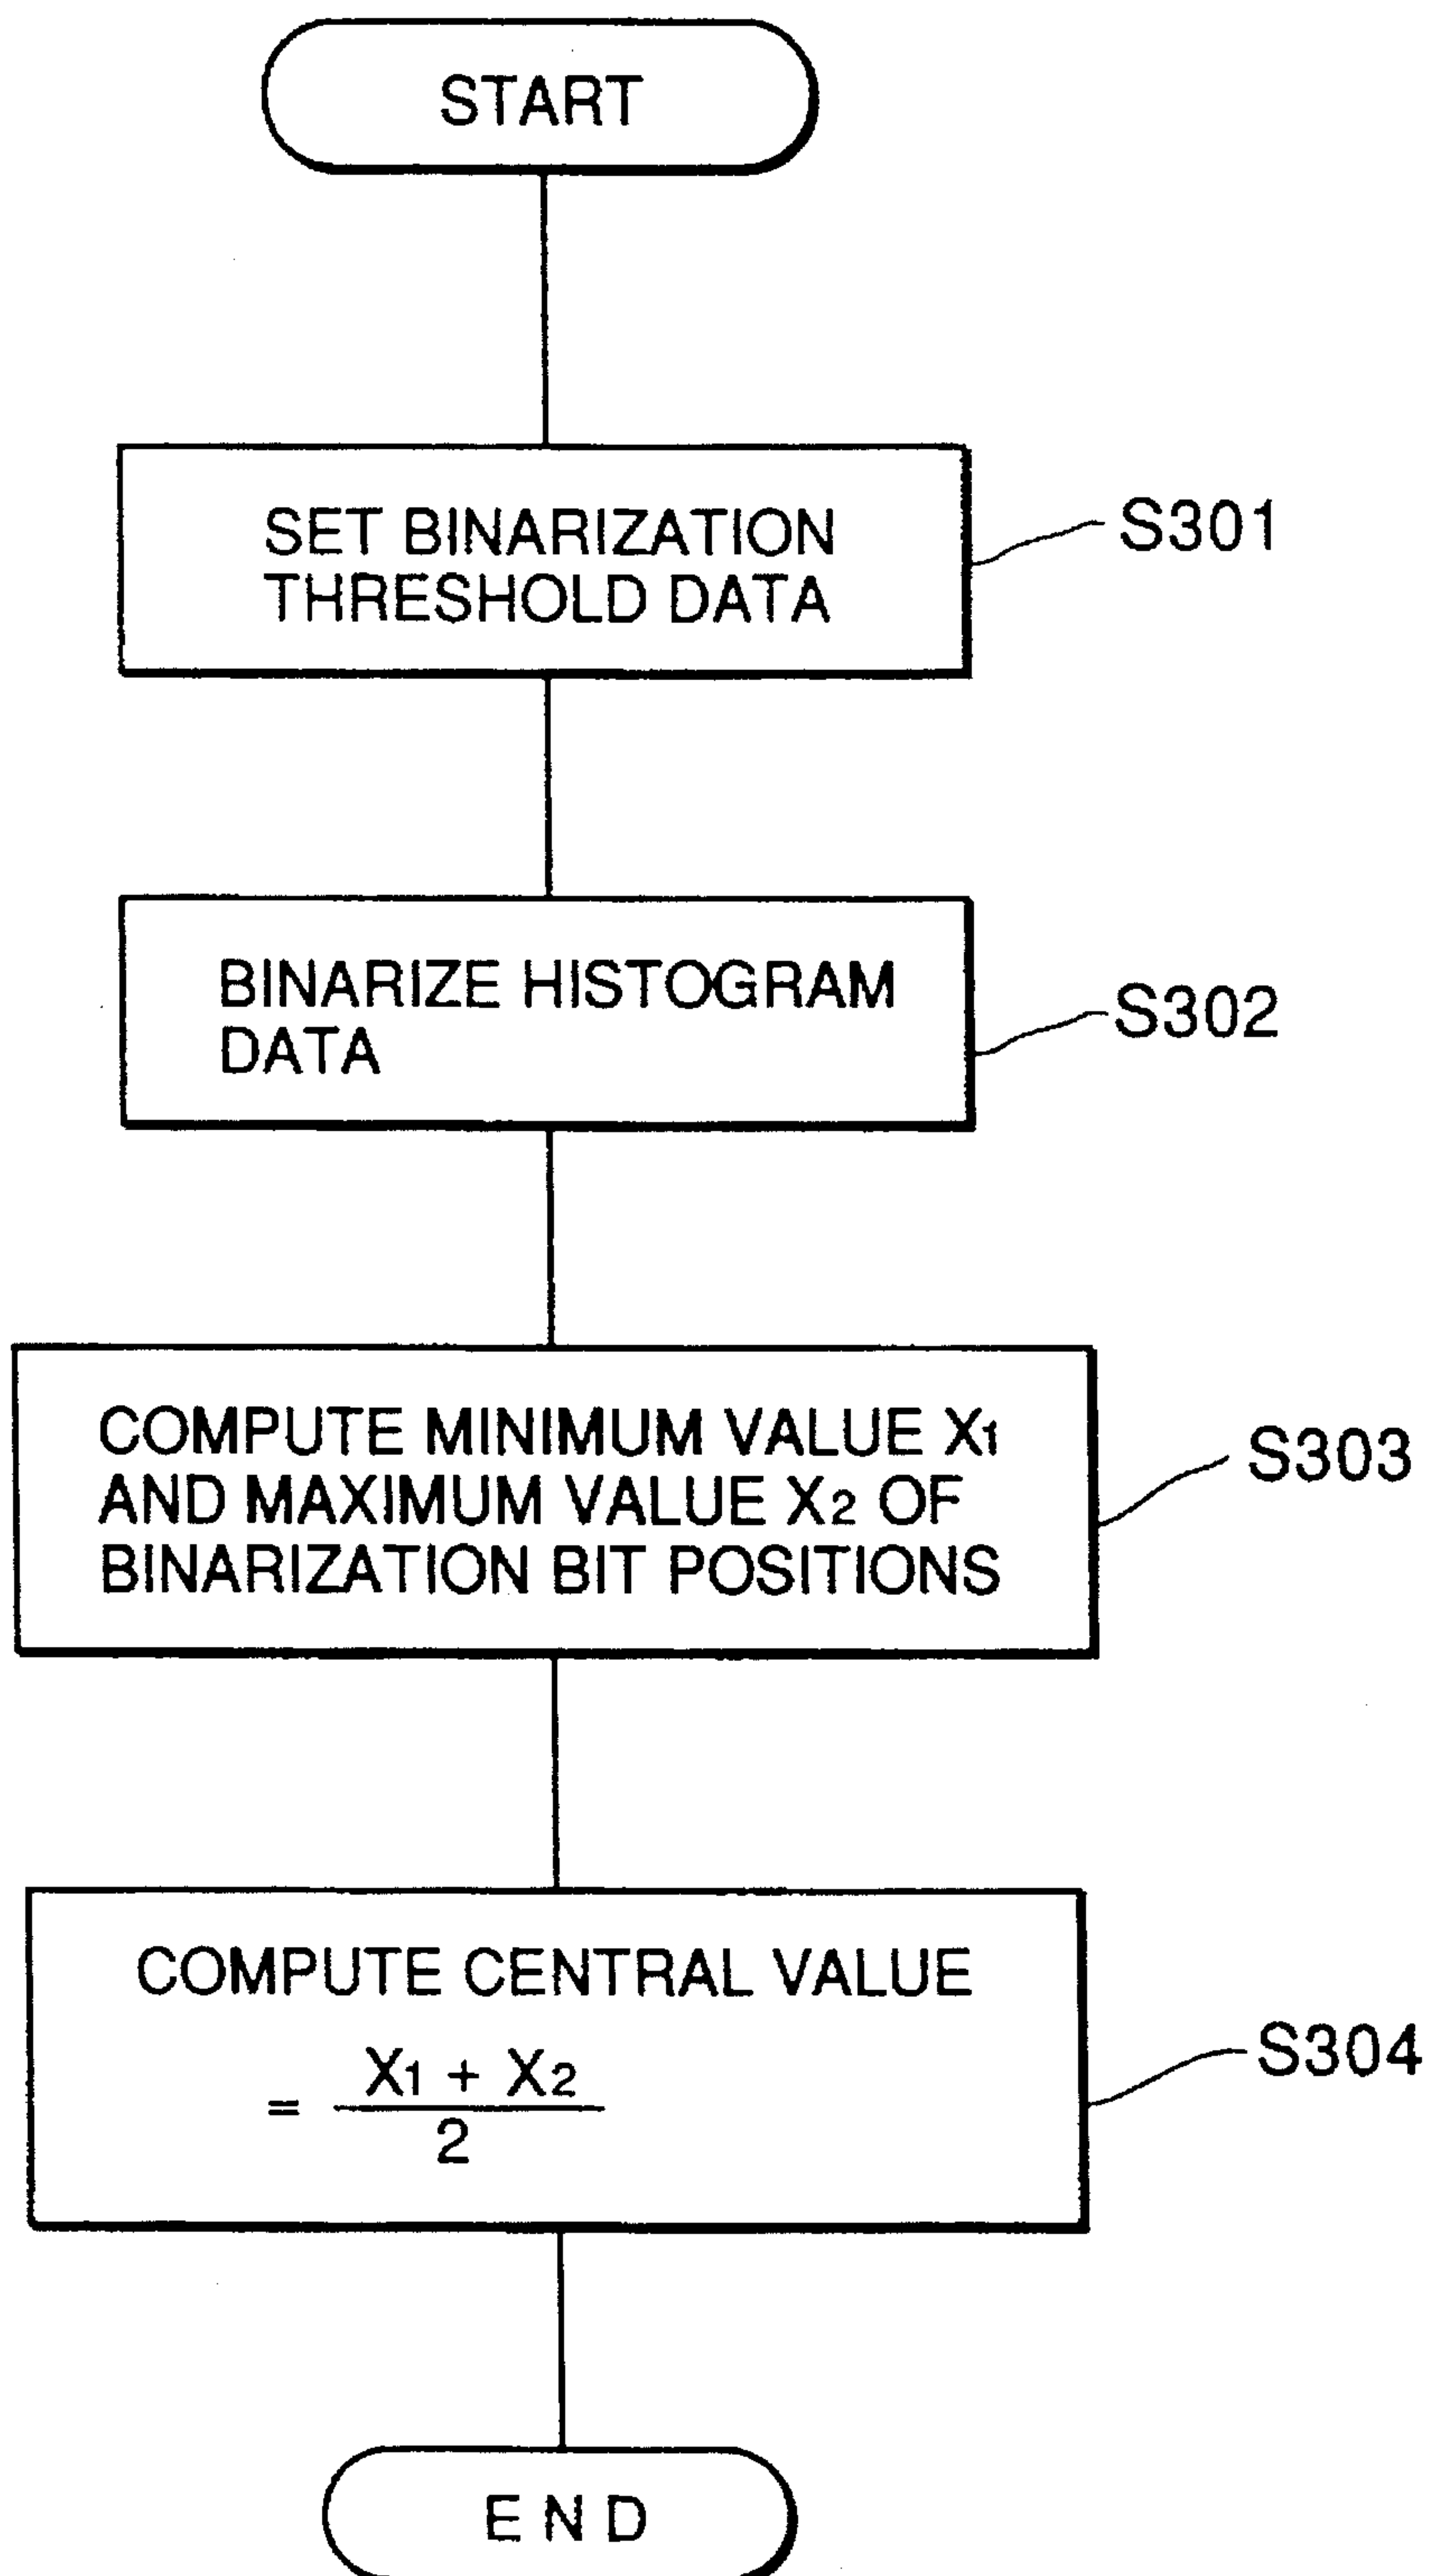 START
SET BINARIZATION
THRESHOLD DATA
S301
BINARIZE HISTOGRAM
DATA
S302
COMPUTE MINIMUM VALUE X1
AND MAXIMUM VALUE X2 OF
BINARIZATION BIT POSITIONS
S303
COMPUTE CENTRAL VALUE
= X1 + X2
2
S304
END